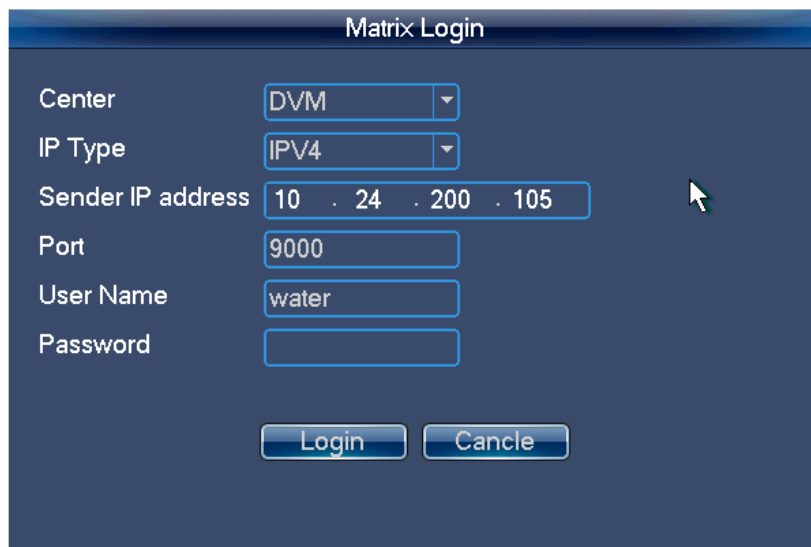 Matrix Login
Center DVM
IP Type IPV4
Sender IP address 10 . 24 . 200 . 105
Port 9000
User Name water
Password
Login Cancle